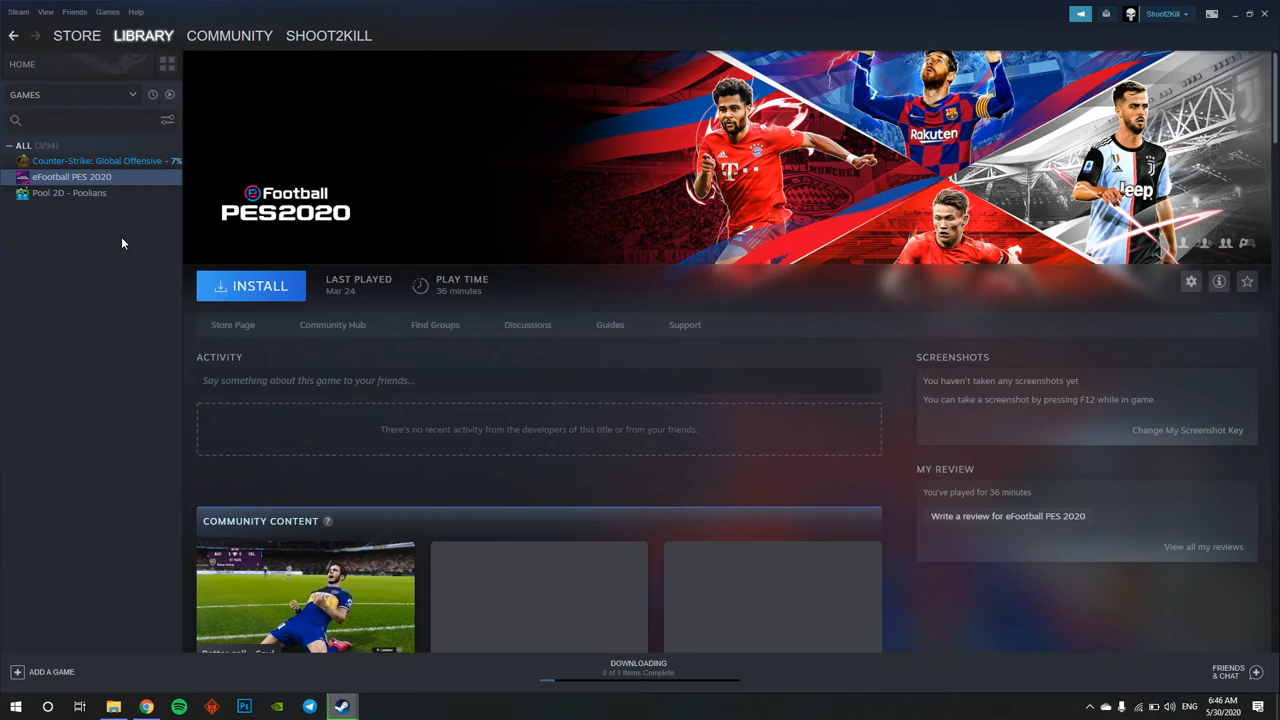 Steam View Friends Games Help
Shoot2Kill
STORE LIBRARY COMMUNITY SHOOT2KILL
HOME
GAMES
ALL (3/94)
Counter-Strike: Global Offensive - 7%
eFootball PES 2020
Pool 2D - Poolians
Rakuten
Jeep
eFootball
PES2020
INSTALL
LAST PLAYED
Mar 24
PLAY TIME
36 minutes
Store Page Community Hub Find Groups Discussions Guides Support
ACTIVITY
Say something about this game to your friends...
There's no recent activity from the developers of this title or from your friends.
SCREENSHOTS
You haven't taken any screenshots yet
You can take a screenshot by pressing F12 while in game.
Change My Screenshot Key
MY REVIEW
You've played for 36 minutes
Write a review for eFootball PES 2020
View all my reviews
COMMUNITY CONTENT ?
ADD A GAME
DOWNLOADING
0 of 1 Items Complete
FRIENDS
& CHAT
ENG
6:46 AM
5/30/2020